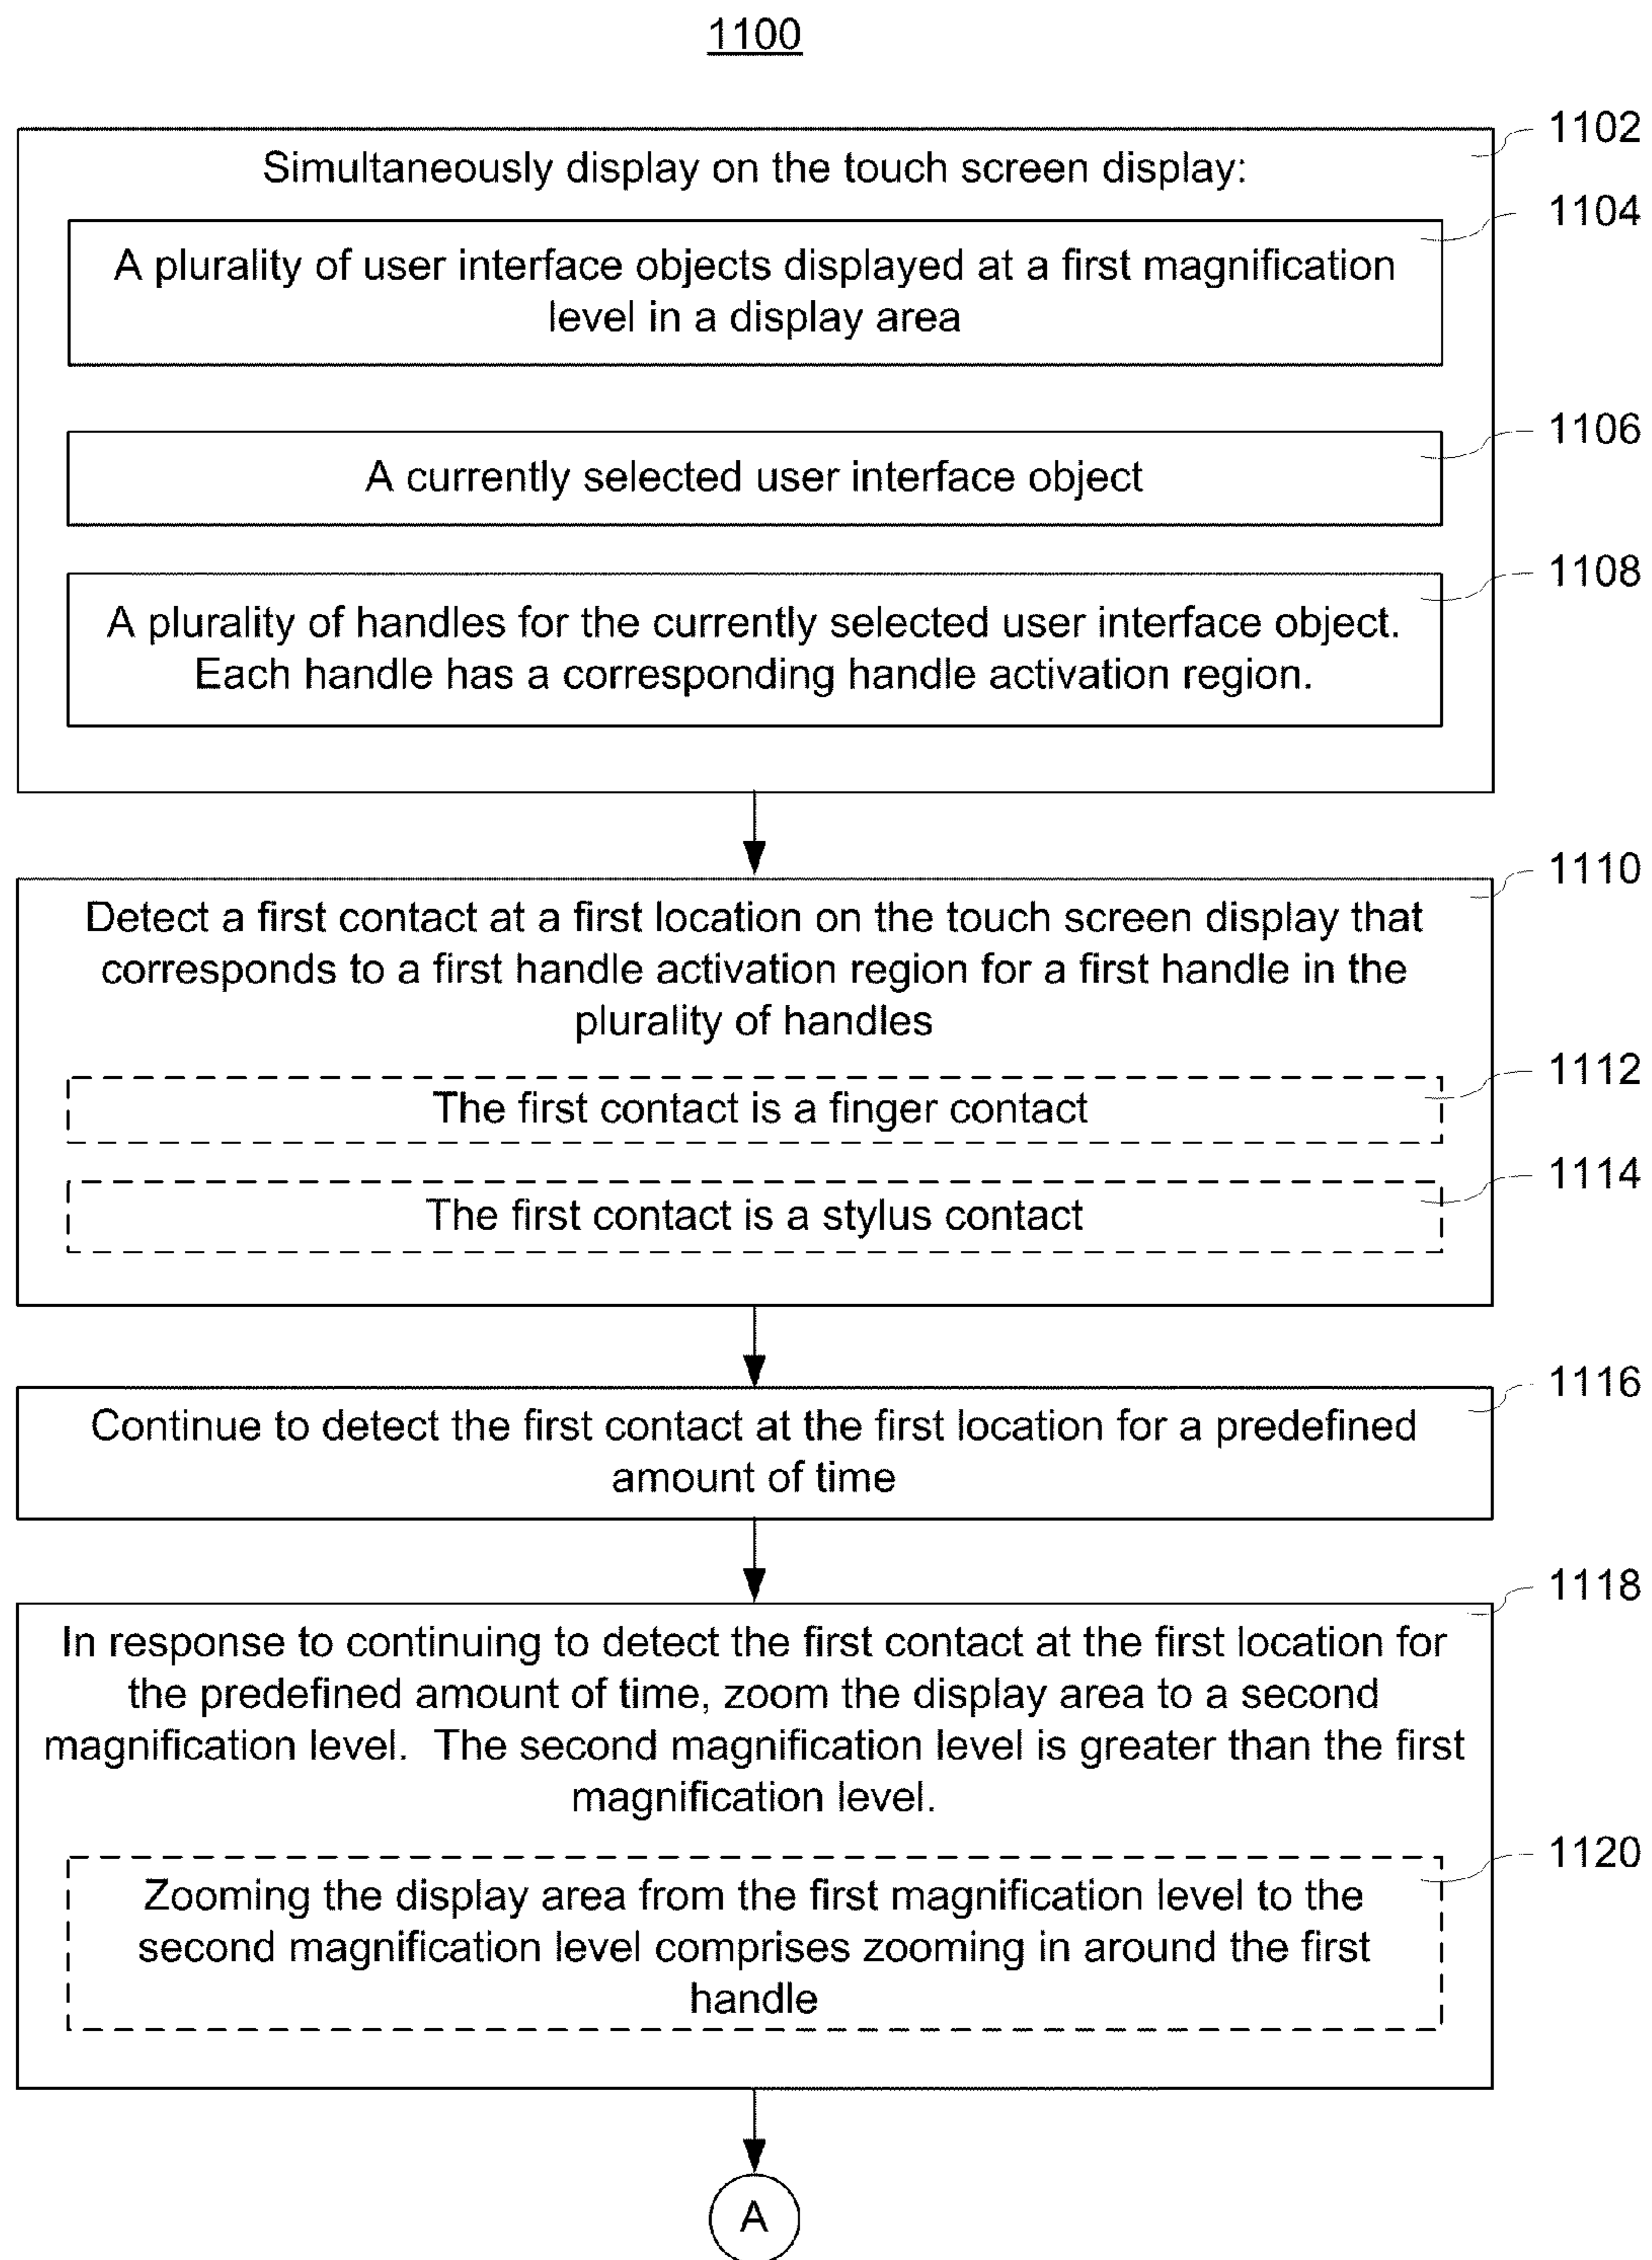 1100
1102
Simultaneously display on the touch screen display:
1104
A plurality of user interface objects displayed at a first magnification
level in a display area
1106
A currently selected user interface object
1108
A plurality of handles for the currently selected user interface object.
Each handle has a corresponding handle activation region.
1110
Detect a first contact at a first location on the touch screen display that
corresponds to a first handle activation region for a first handle in the
plurality of handles
1112
The first contact is a finger contact
1114
The first contact is a stylus contact
1116
Continue to detect the first contact at the first location for a predefined
amount of time
1118
In response to continuing to detect the first contact at the first location for
the predefined amount of time, zoom the display area to a second
magnification level.  The second magnification level is greater than the first
magnification level.
1120
Zooming the display area from the first magnification level to the
second magnification level comprises zooming in around the first
handle
A